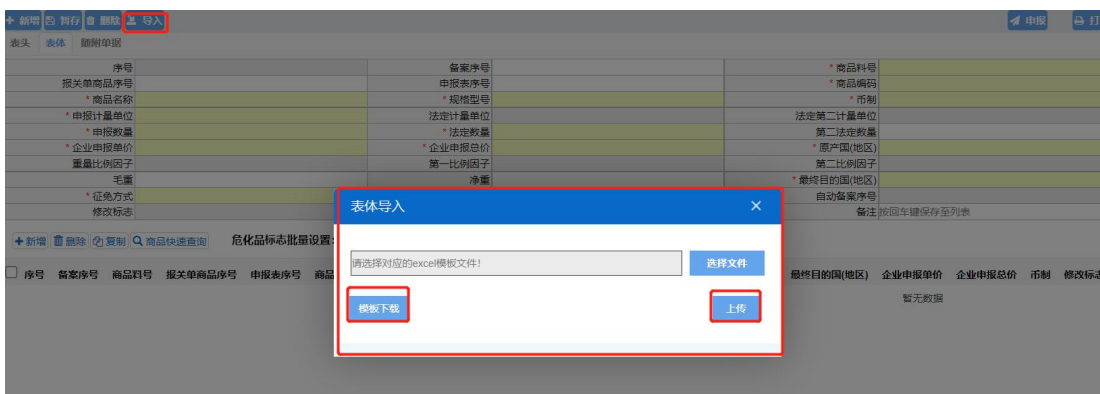 新增 暂存 删除 导入 申报 打
表头 表体 随附单据
序号 备案序号 *商品料号
报关单商品序号 申报表序号 *商品编码
*商品名称 *规格型号 *币制
*申报计量单位 法定计量单位 法定第二计量单位
*申报数量 *法定数量 第二法定数量
*企业申报单价 *企业申报总价 *原产国(地区)
重量比例因子 第一比例因子 第二比例因子
毛重 净重 *最终目的国(地区)
*征免方式 自动备案序号
修改标志 备注 按回车键保存至列表
表体导入 ×
新增 删除 复制 商品快速查询 危化品标志批量设置:
请选择对应的excel模板文件! 选择文件
序号 备案序号 商品料号 报关单商品序号 申报表序号 商品 最终目的国(地区) 企业申报单价 企业申报总价 币制 修改标志
模板下载 上传
暂无数据